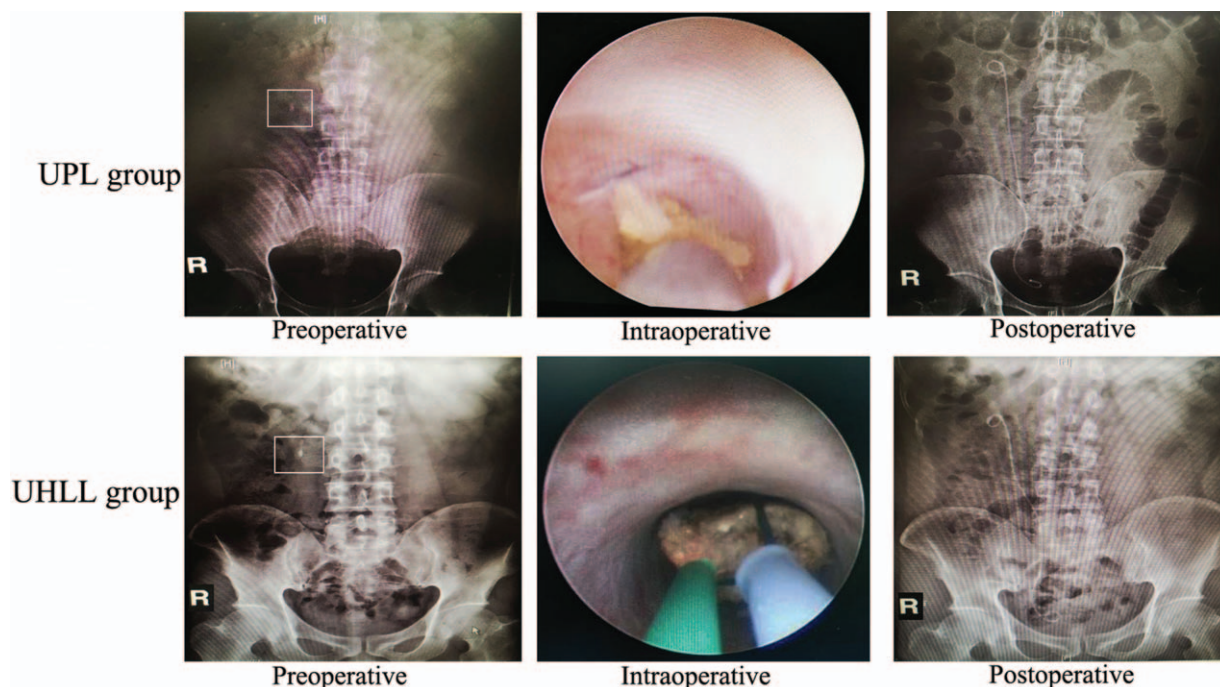 [H]
UPL group
R
R
Preoperative
Intraoperative
Postoperative
UHLL group
R
R
Preoperative
Intraoperative
Postoperative